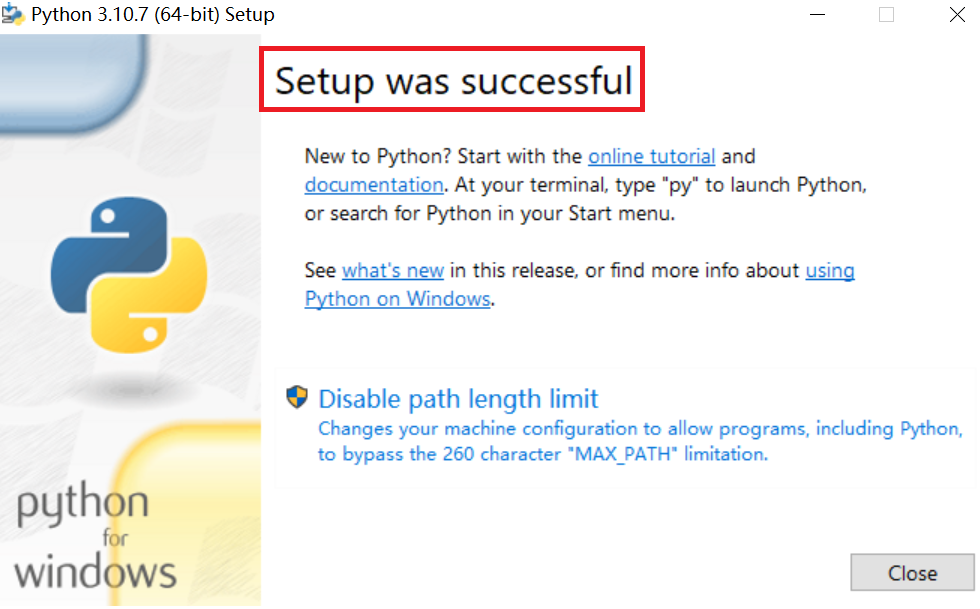 Python 3.10.7 (64-bit) Setup
Setup was successful
New to Python? Start with the online tutorial and
documentation. At your terminal, type "py" to launch Python,
or search for Python in your Start menu.
See what's new in this release, or find more info about using
Python on Windows.
Disable path length limit
Changes your machine configuration to allow programs, including Python,
to bypass the 260 character "MAX_PATH" limitation.
python
for
windows
Close